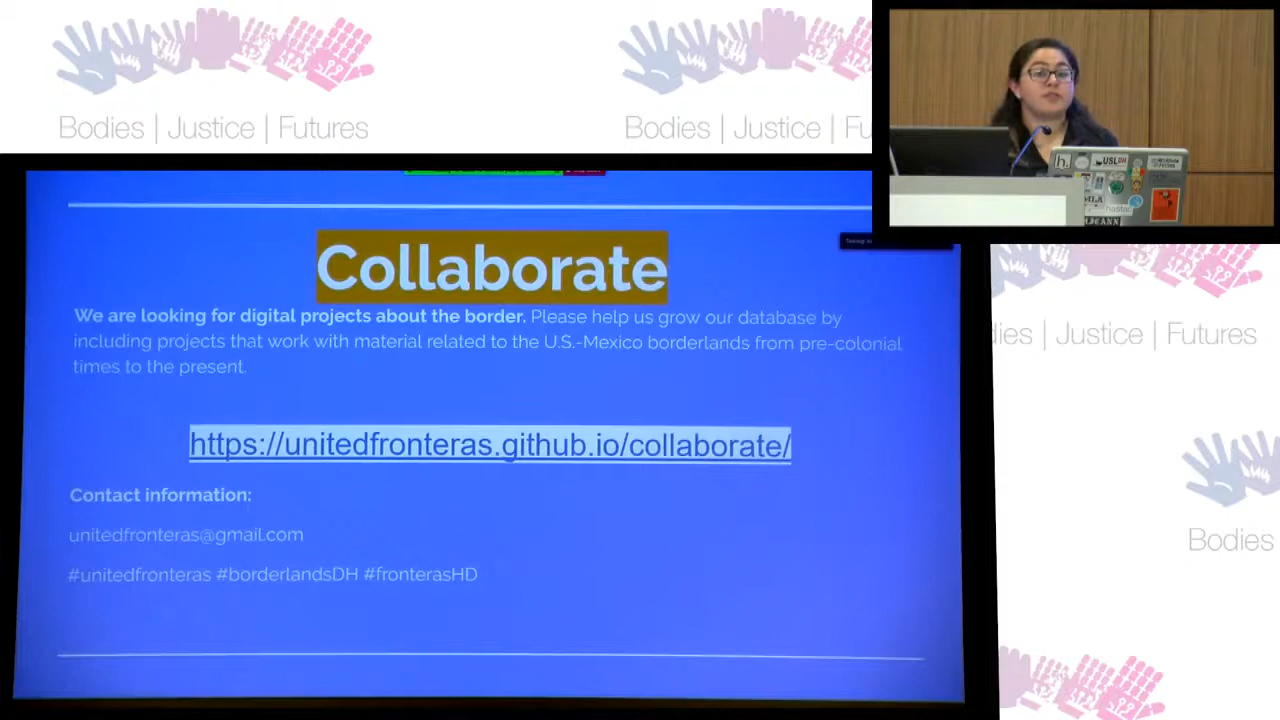 Bodies | Justice | Futures
Bodies | Justice | Fu
Collaborate
We are looking for digital projects about the border. Please help us grow our database by
including projects that work with material related to the U.S.-Mexico borderlands from pre-colonial
times to the present.
https://unitedfronteras.github.io/collaborate/
Contact information:
unitedfronteras@gmail.com
#unitedfronteras #borderlandsDH #fronterasHD
h.
USLDH
MLA
hastac
dies | Justice | Futures
Bodies